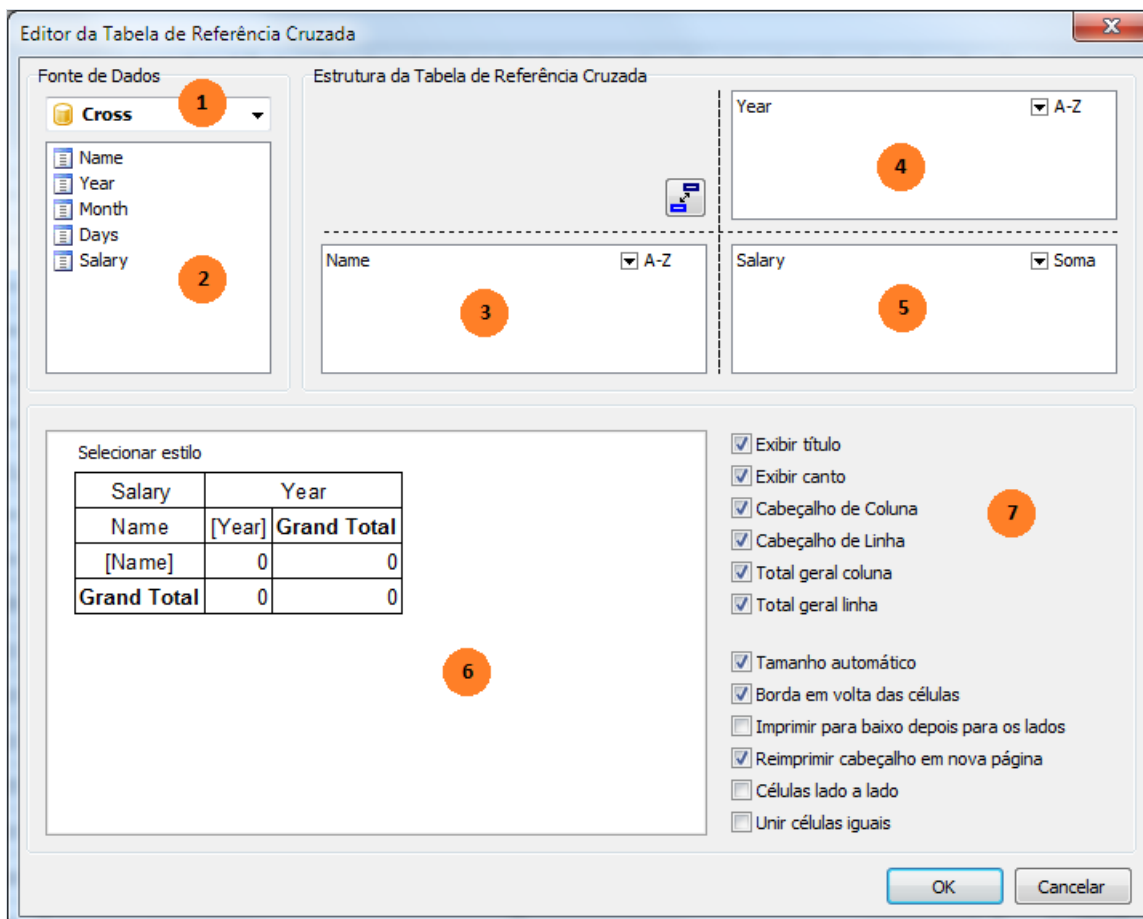 Editor da Tabela de Referência Cruzada
Fonte de Dados
1
Cross
Name
Year
Month
Days
Salary
2
Estrutura da Tabela de Referência Cruzada
Year A-Z
4
Name A-Z
3
Salary Soma
5
Selecionar estilo
Salary Year
Name [Year] Grand Total
[Name] 0 0
Grand Total 0 0
6
Exibir título
Exibir canto
Cabeçalho de Coluna
Cabeçalho de Linha
Total geral coluna
Total geral linha
7
Tamanho automático
Borda em volta das células
Imprimir para baixo depois para os lados
Reimprimir cabeçalho em nova página
Células lado a lado
Unir células iguais
OK Cancelar